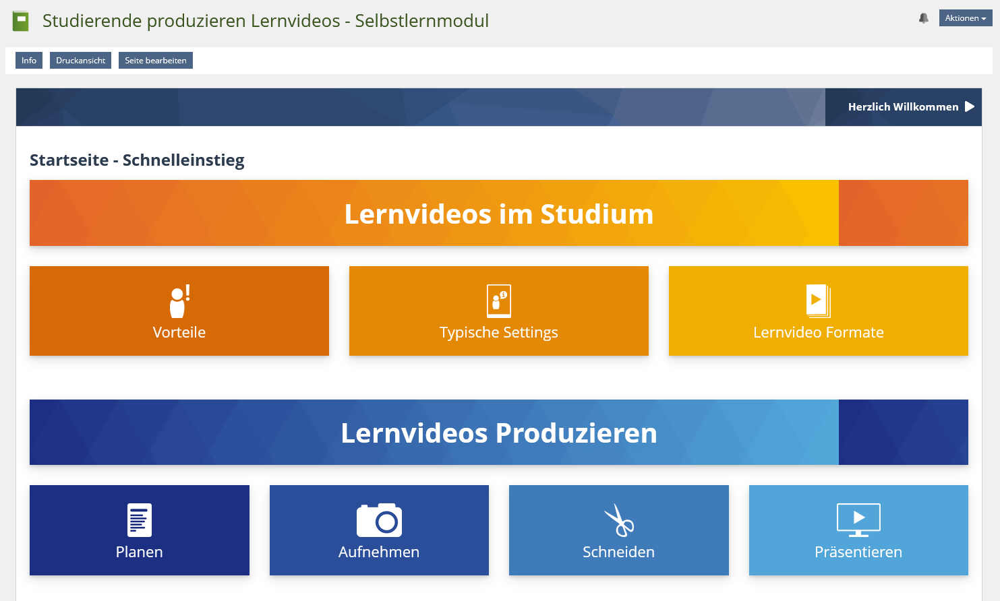 Studierende produzieren Lernvideos - Selbstlernmodul
Aktionen
Info
Druckansicht
Seite bearbeiten
Herzlich Willkommen
Startseite - Schnelleinstieg
Lernvideos im Studium
Vorteile
Typische Settings
Lernvideo Formate
Lernvideos Produzieren
Planen
Aufnehmen
Schneiden
Präsentieren